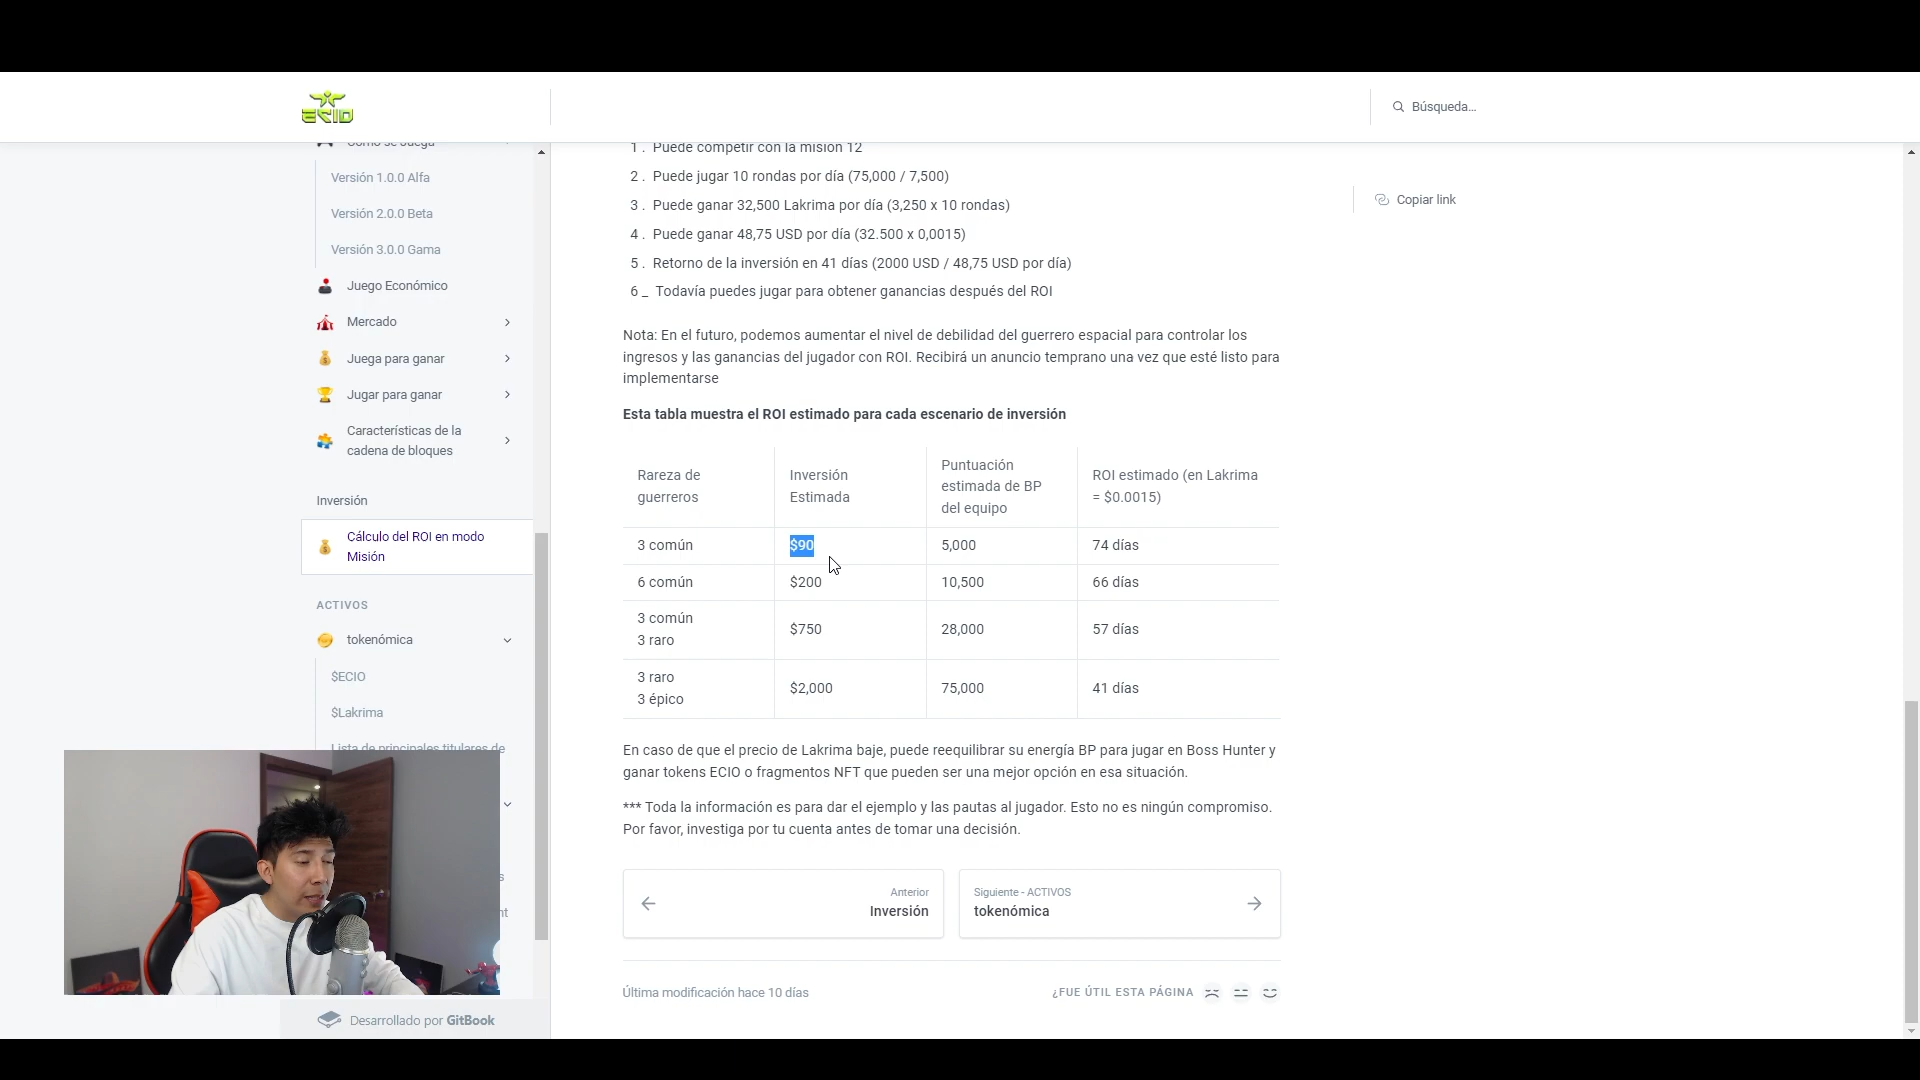 ECIO
Búsqueda...
Cómo se Juega
Versión 1.0.0 Alfa
Versión 2.0.0 Beta
Versión 3.0.0 Gama
Juego Económico
Mercado
Juega para ganar
Jugar para ganar
Características de la
cadena de bloques
Inversión
Cálculo del ROI en modo
Misión
ACTIVOS
tokenómica
$ECIO
$Lakrima
Lista de principales titulares de
s
nt
Desarrollado por GitBook
1 . Puede competir con la misión 12
2 . Puede jugar 10 rondas por día (75,000 / 7,500)
3 . Puede ganar 32,500 Lakrima por día (3,250 x 10 rondas)
4 . Puede ganar 48,75 USD por día (32.500 x 0,0015)
5 . Retorno de la inversión en 41 días (2000 USD / 48,75 USD por día)
6 _ Todavía puedes jugar para obtener ganancias después del ROI
Nota: En el futuro, podemos aumentar el nivel de debilidad del guerrero espacial para controlar los
ingresos y las ganancias del jugador con ROI. Recibirá un anuncio temprano una vez que esté listo para
implementarse
Esta tabla muestra el ROI estimado para cada escenario de inversión
Rareza de
guerreros
Inversión
Estimada
Puntuación
estimada de BP
del equipo
ROI estimado (en Lakrima
= $0.0015)
3 común $90 5,000 74 días
6 común $200 10,500 66 días
3 común
3 raro
$750 28,000 57 días
3 raro
3 épico
$2,000 75,000 41 días
En caso de que el precio de Lakrima baje, puede reequilibrar su energía BP para jugar en Boss Hunter y
ganar tokens ECIO o fragmentos NFT que pueden ser una mejor opción en esa situación.
*** Toda la información es para dar el ejemplo y las pautas al jugador. Esto no es ningún compromiso.
Por favor, investiga por tu cuenta antes de tomar una decisión.
Anterior
Inversión
Siguiente - ACTIVOS
tokenómica
Última modificación hace 10 días
¿FUE ÚTIL ESTA PÁGINA
Copiar link